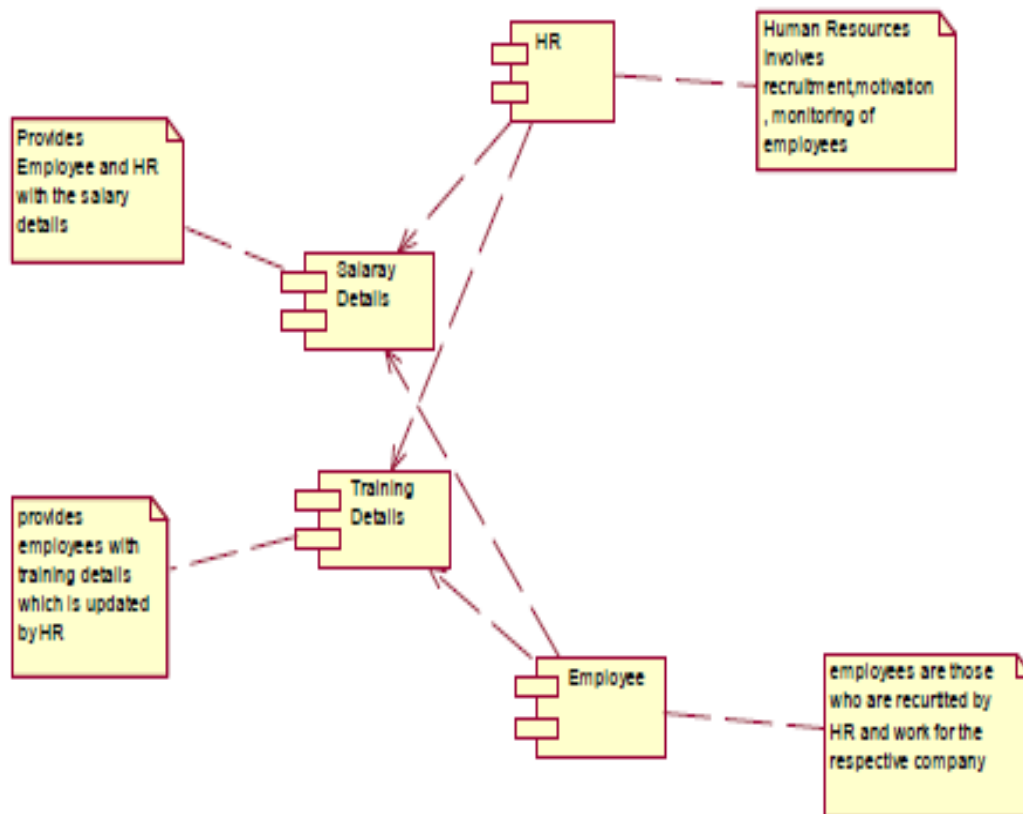 HR
Human Resources
Involves
recruitment,motivation
, monitoring of
employees
Provides
Employee and HR
with the salary
details
Salaray
Details
Training
Details
provides
employees with
training details
which is updated
by HR
Employee
employees are those
who are recurtted by
HR and work for the
respective company